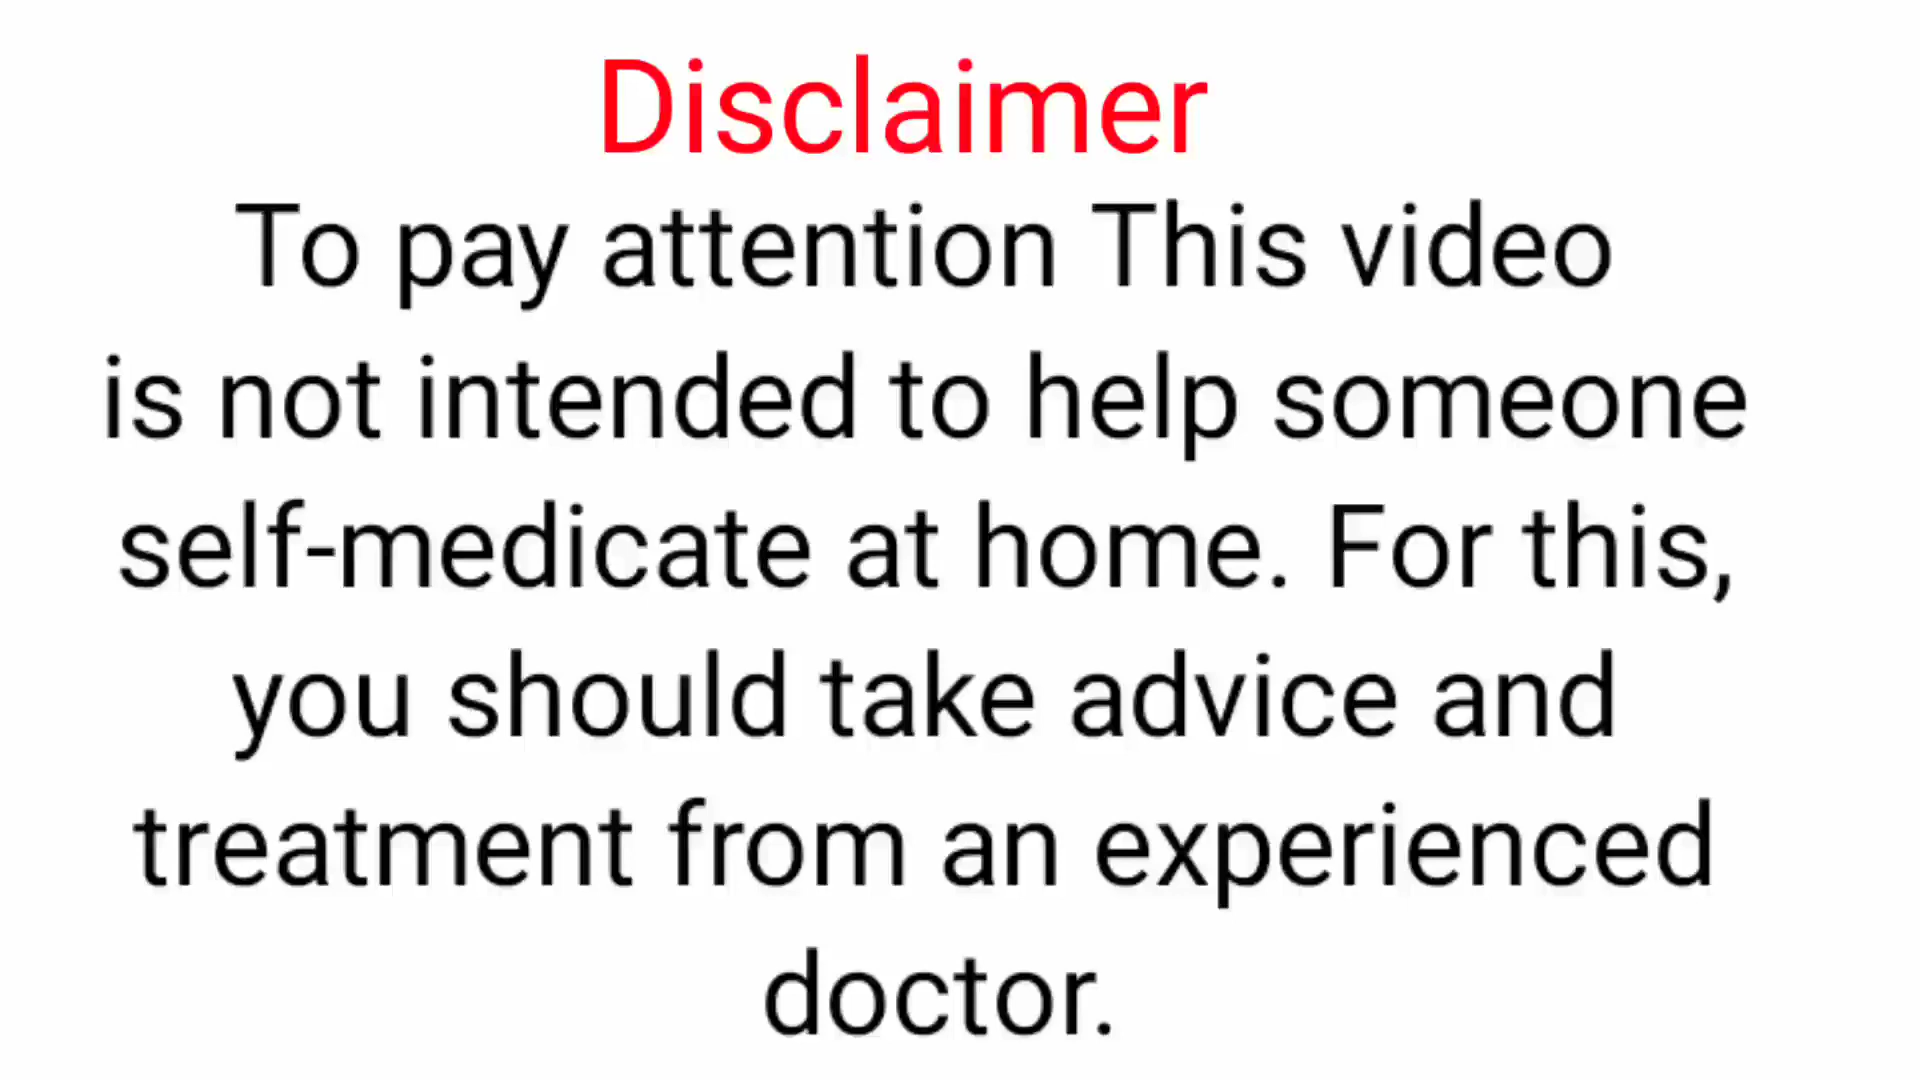 Disclaimer
To pay attention This video
is not intended to help someone
self-medicate at home. For this,
you should take advice and
treatment from an experienced
doctor.